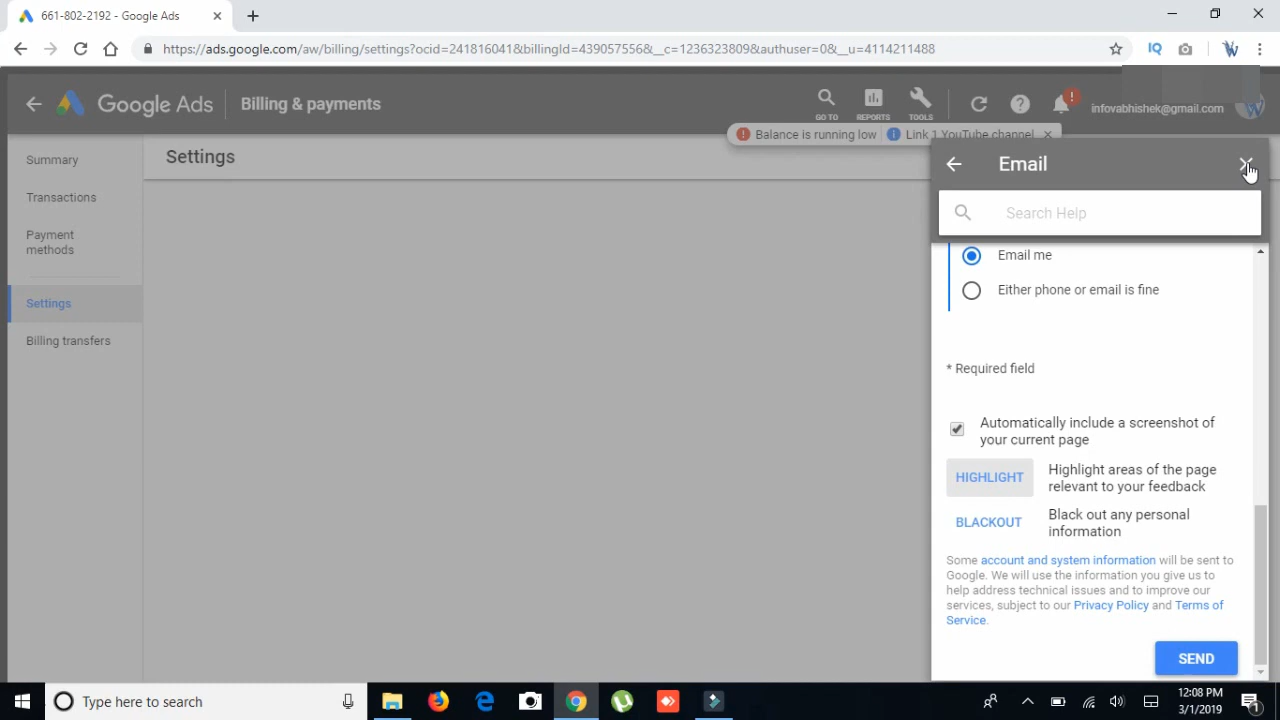 661-802-2192 - Google Ads
https://ads.google.com/aw/billing/settings?ocid=241816041&billingId=439057556&__c=1236323809&authuser=0&__u=4114211488
IQ
Google Ads
Billing & payments
GO TO
REPORTS
TOOLS
infovabhishek@gmail.com
Balance is running low
Link 1 YouTube channel
Summary
Transactions
Payment
methods
Settings
Billing transfers
Settings
Email
Search Help
Email me
Either phone or email is fine
* Required field
Automatically include a screenshot of
your current page
HIGHLIGHT
Highlight areas of the page
relevant to your feedback
BLACKOUT
Black out any personal
information
Some account and system information will be sent to
Google. We will use the information you give us to
help address technical issues and to improve our
services, subject to our Privacy Policy and Terms of
Service.
SEND
Type here to search
12:08 PM
3/1/2019
1